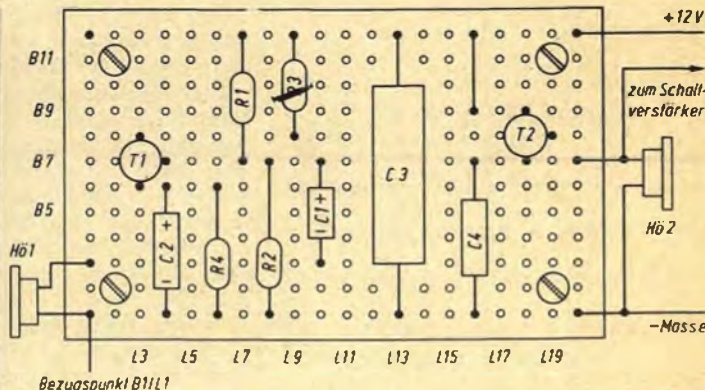 +12V
B11
R1
R3
zum Schall-
verstärker
B9
T1
T2
B7
C3
B5
C1 +
-
C2 +
-
R4
R2
C4
Hö2
Hö1
-Masse
L3 L5 L7 L9 L11 L13 L15 L17 L19
Bezugspunkt B1/L1